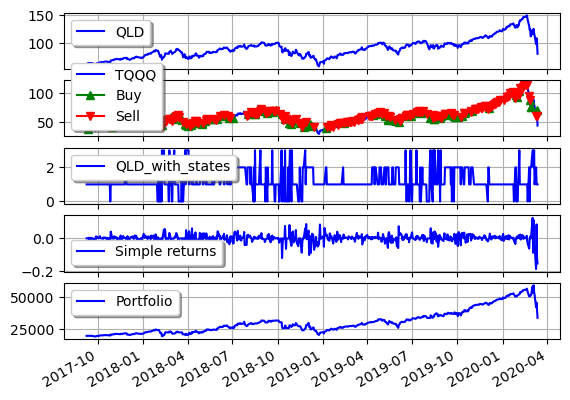 150
QLD
100
TQQQ
100
Buy
50
Sell
2
QLD_with_states
0
0.0
Simple returns
−0.2
50000
Portfolio
25000
2017-10 2018-01 2018-04 2018-07 2018-10 2019-01 2019-04 2019-07 2019-10 2020-01 2020-04